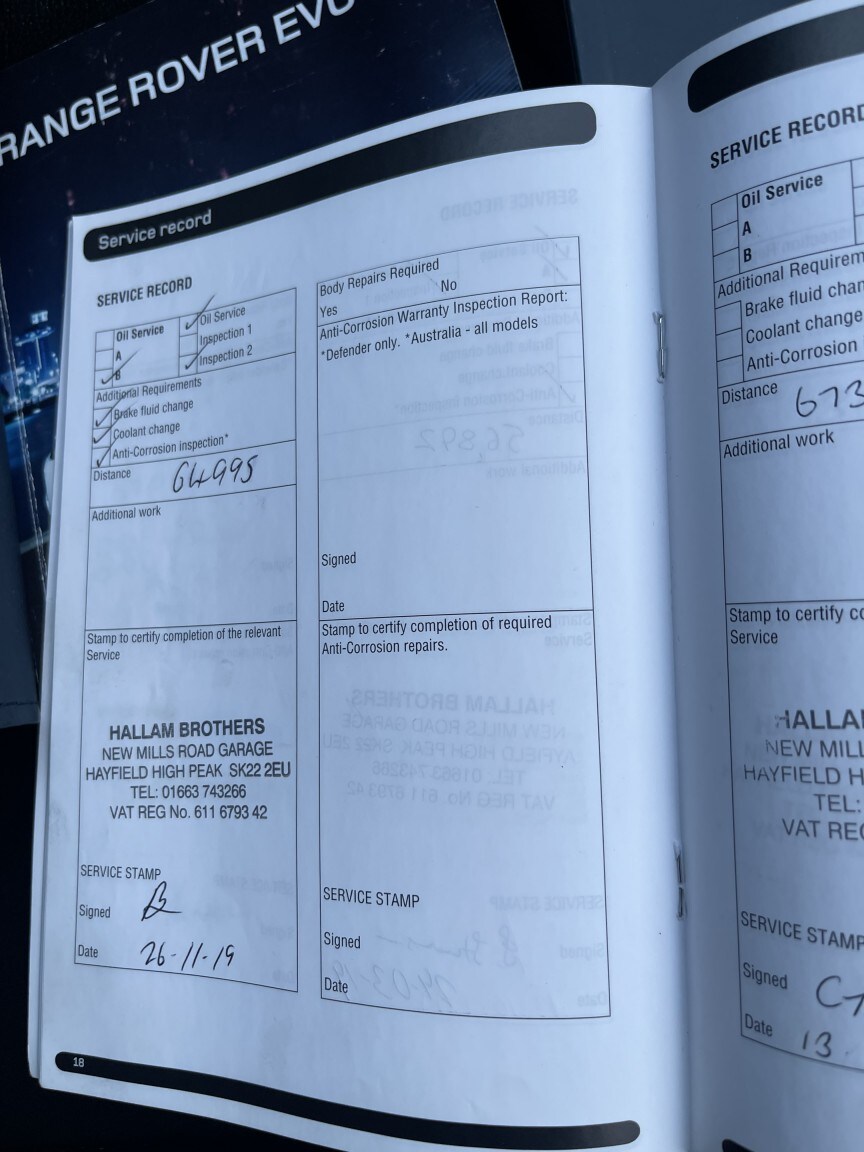 RANGE ROVER EVO
Service record
SERVICE RECORD
Oil Service
A
B
Oil Service
Inspection 1
Inspection 2
Additional Requirements
Brake fluid change
Coolant change
Anti-Corrosion inspection*
Distance 64995
Additional work
Stamp to certify completion of the relevant
Service
HALLAM BROTHERS
NEW MILLS ROAD GARAGE
HAYFIELD HIGH PEAK SK22 2EU
TEL: 01663 743266
VAT REG No. 611 6793 42
SERVICE STAMP
Signed
Date 26-11-19
18
Body Repairs Required
Yes No
Anti-Corrosion Warranty Inspection Report:
*Defender only. *Australia - all models
Signed
Date
Stamp to certify completion of required
Anti-Corrosion repairs.
SERVICE STAMP
Signed
Date
SERVICE RECORD
Oil Service
A
B
Additional Requirem
Brake fluid chan
Coolant change
Anti-Corrosion
Distance 673
Additional work
Stamp to certify co
Service
HALLA
NEW MILL
HAYFIELD H
TEL:
VAT REG
SERVICE STAMP
Signed
Date 13